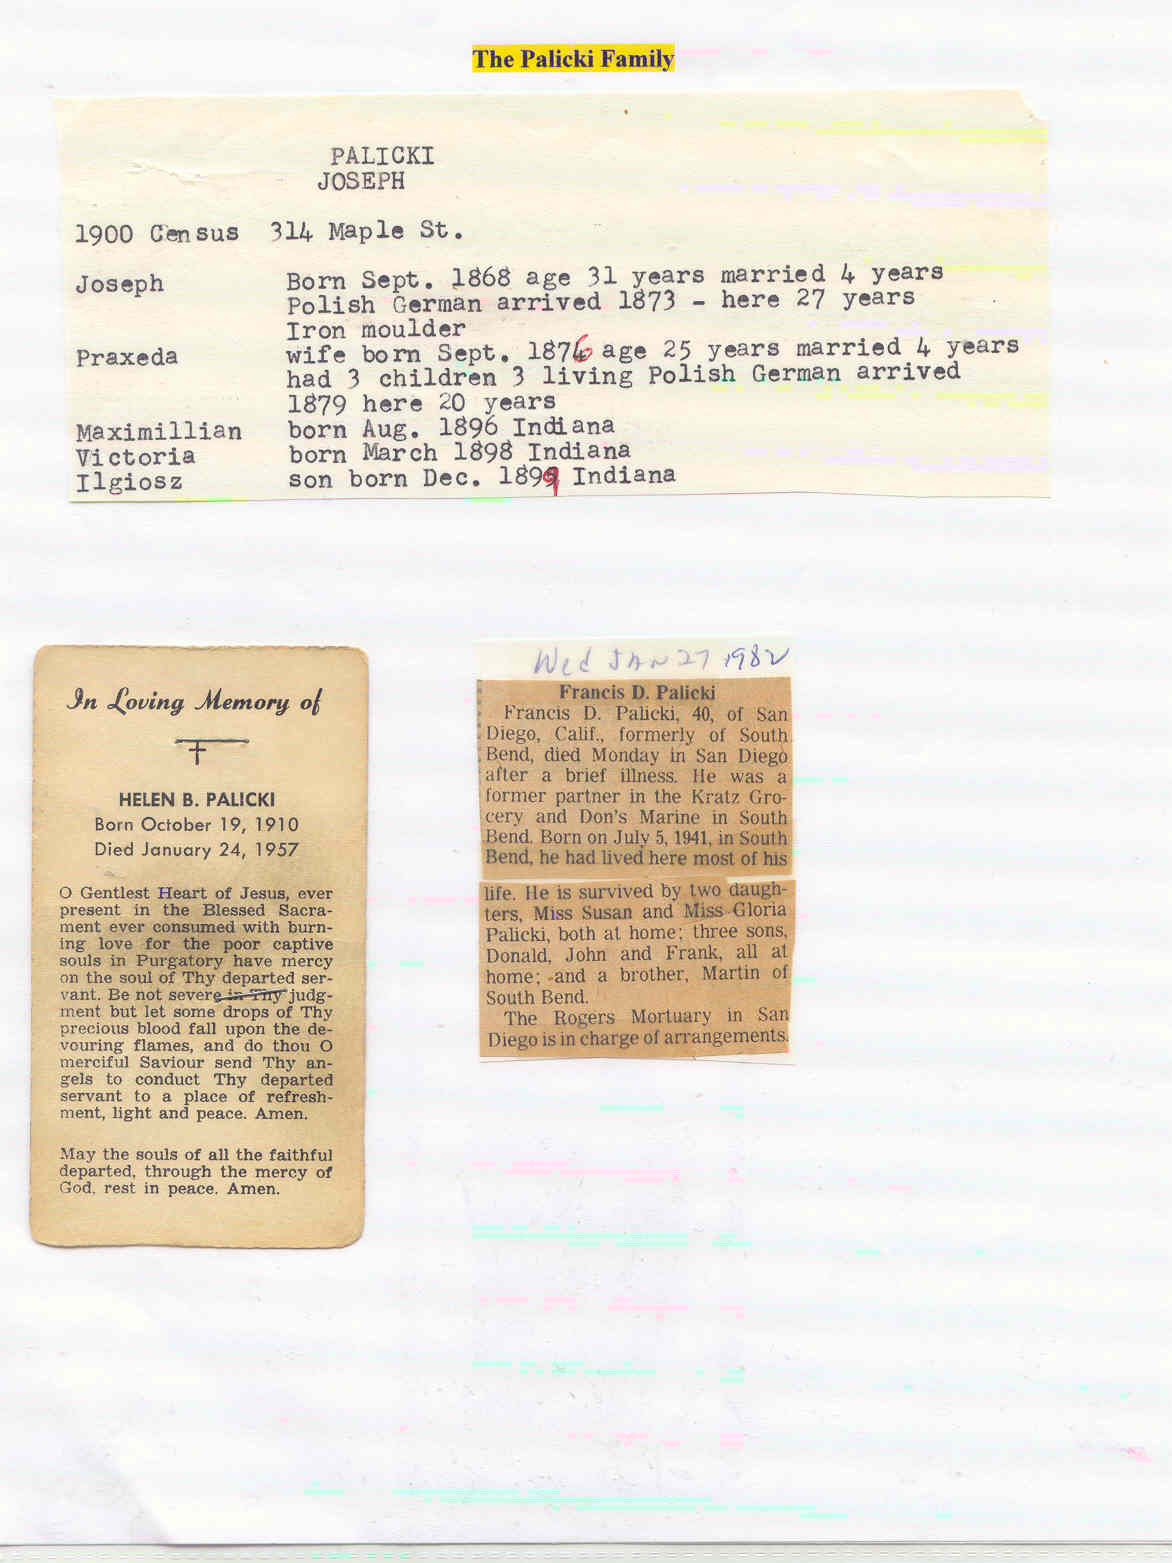 The Palicki Family
PALICKI
JOSEPH
1900 Census 314 Maple St.
Joseph Born Sept. 1868 age 31 years married 4 years
Polish German arrived 1873 - here 27 years
Iron moulder
Praxeda wife born Sept. 1876 age 25 years married 4 years
had 3 children 3 living Polish German arrived
1879 here 20 years
Maximillian born Aug. 1896 Indiana
Victoria born March 1898 Indiana
Ilgiosz son born Dec. 1899 Indiana
In Loving Memory of
HELEN B. PALICKI
Born October 19, 1910
Died January 24, 1957
O Gentlest Heart of Jesus, ever
present in the Blessed Sacra-
ment ever consumed with burn-
ing love for the poor captive
souls in Purgatory have mercy
on the soul of Thy departed ser-
vant. Be not severe in Thy judg-
ment but let some drops of Thy
precious blood fall upon the de-
vouring flames, and do thou O
merciful Saviour send Thy an-
gels to conduct Thy departed
servant to a place of refresh-
ment, light and peace. Amen.
May the souls of all the faithful
departed, through the mercy of
God, rest in peace. Amen.
Wed JAN 27 1982
Francis D. Palicki
Francis D. Palicki, 40, of San
Diego, Calif., formerly of South
Bend, died Monday in San Diego
after a brief illness. He was a
former partner in the Kratz Gro-
cery and Don's Marine in South
Bend. Born on July 5, 1941, in South
Bend, he had lived here most of his
life. He is survived by two daugh-
ters, Miss Susan and Miss Gloria
Palicki, both at home; three sons,
Donald, John and Frank, all at
home; and a brother, Martin of
South Bend.
The Rogers Mortuary in San
Diego is in charge of arrangements.